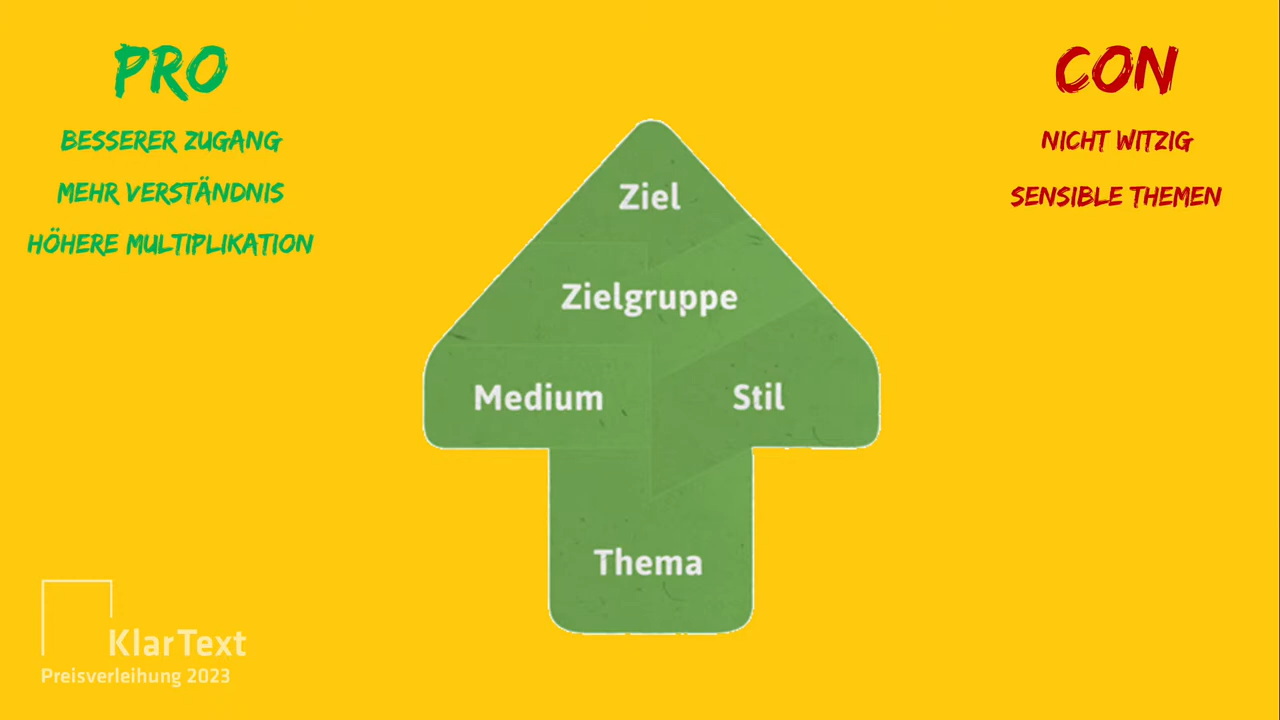 PRO
BESSERER ZUGANG
MEHR VERSTÄNDNIS
HÖHERE MULTIPLIKATION
CON
NICHT WITZIG
SENSIBLE THEMEN
Ziel
Zielgruppe
Medium
Stil
Thema
KlarText
Preisverleihung 2023